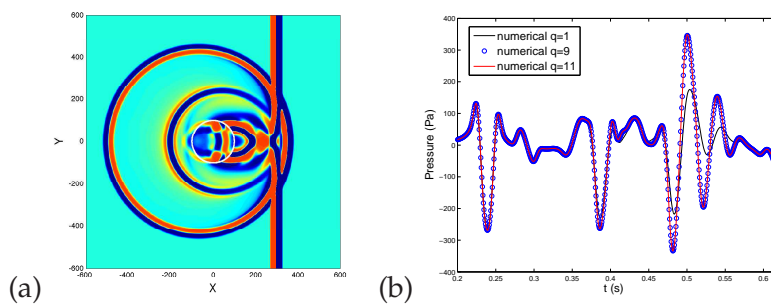 600
400
200
0
-200
-400
-600
-600 -400 -200 0 200 400 600
X
Y
(a)
400
300
200
100
0
-100
-200
-300
-400
0.2 0.25 0.3 0.35 0.4 0.45 0.5 0.55 0.6
t (s)
Pressure (Pa)
numerical q=1
numerical q=9
numerical q=11
(b)